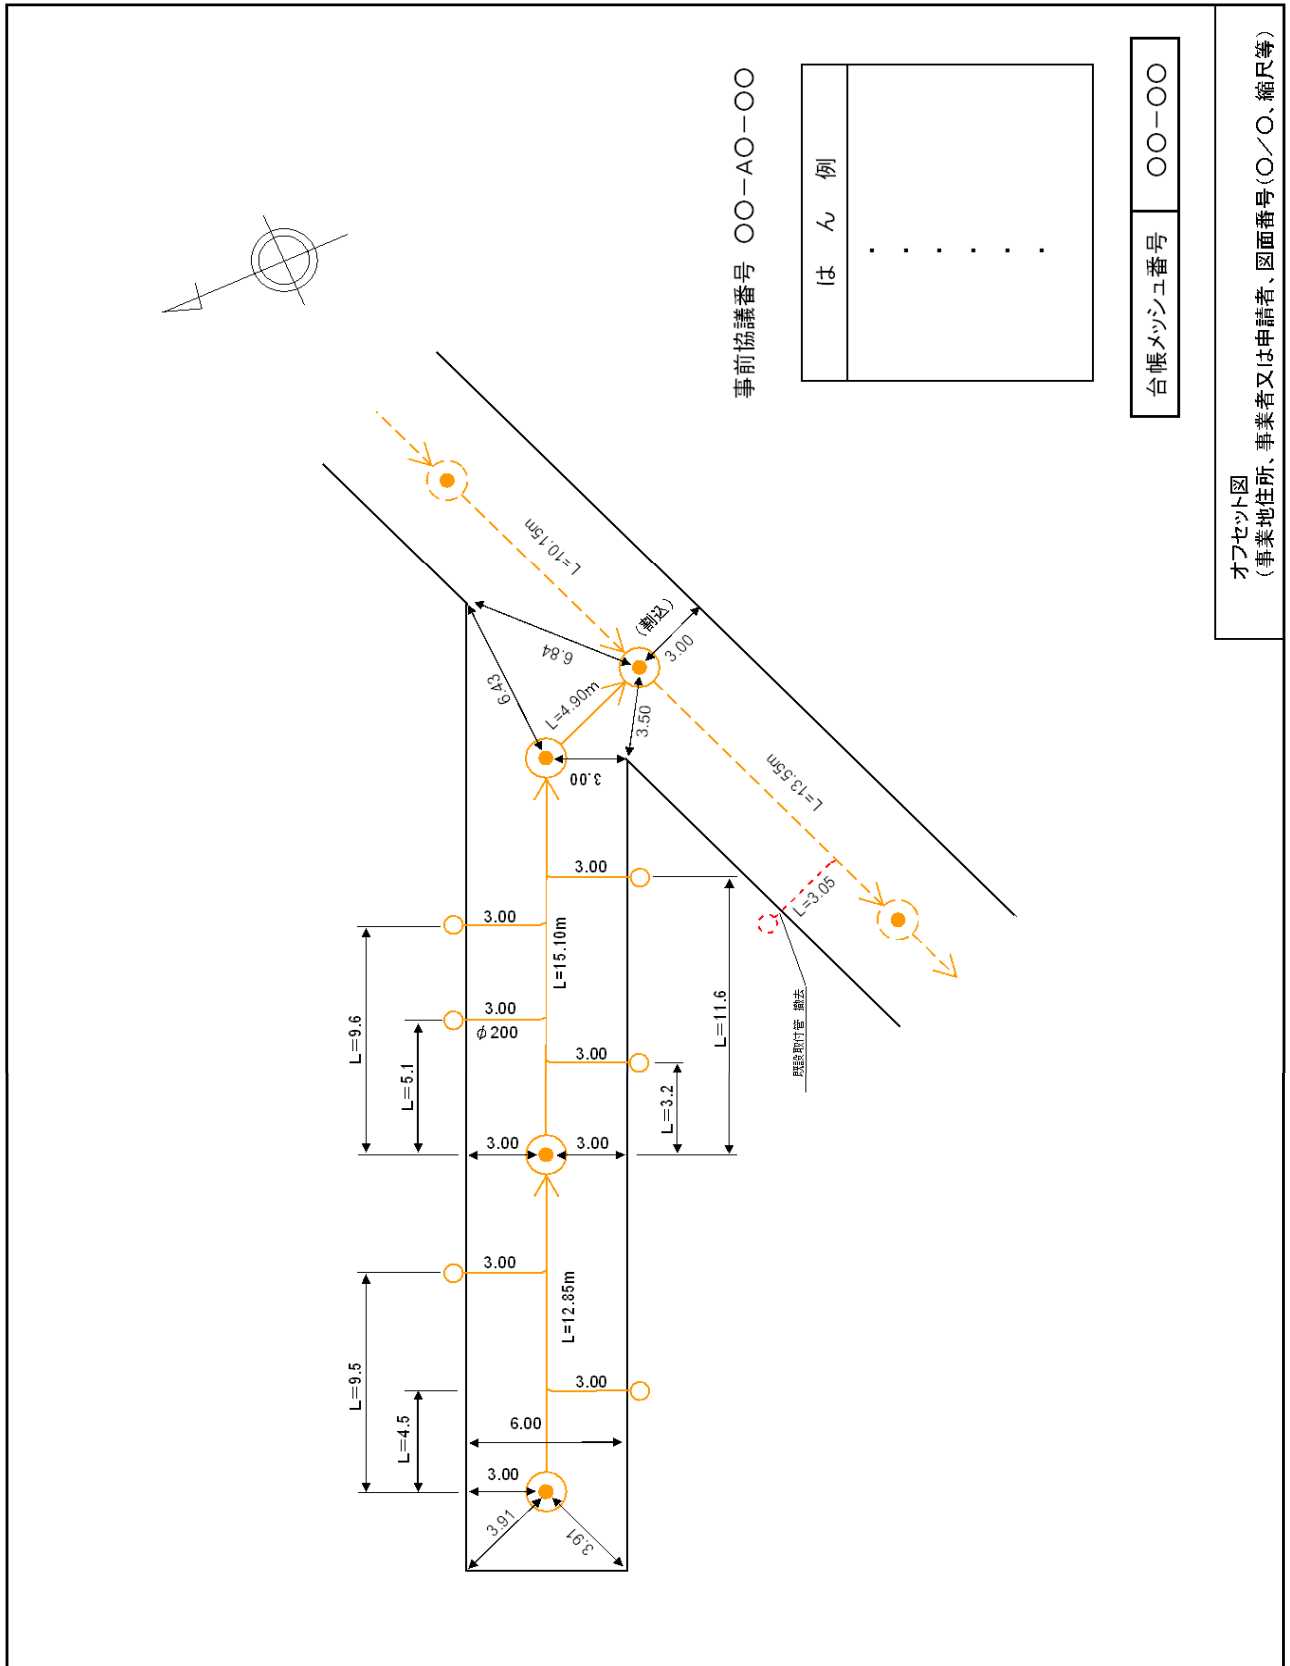 事前協議番号 〇〇-A〇-〇〇
はん例
・・・・・・
台帳メッシュ番号
〇〇-〇〇
オフセット図
(事業地住所、事業者又は申請者、図面番号(〇/〇、縮尺等)
L=10.15m
(割込)
3.00
6.84
6.43
L=4.90m
3.50
3.00
L=13.55m
L=3.05
既設取付管 撤去
3.00
3.00
L=15.10m
3.00
φ200
3.00
L=9.6
L=5.1
L=11.6
L=3.2
3.00
3.00
3.00
L=12.85m
3.00
L=9.5
L=4.5
6.00
3.00
3.91
3.91